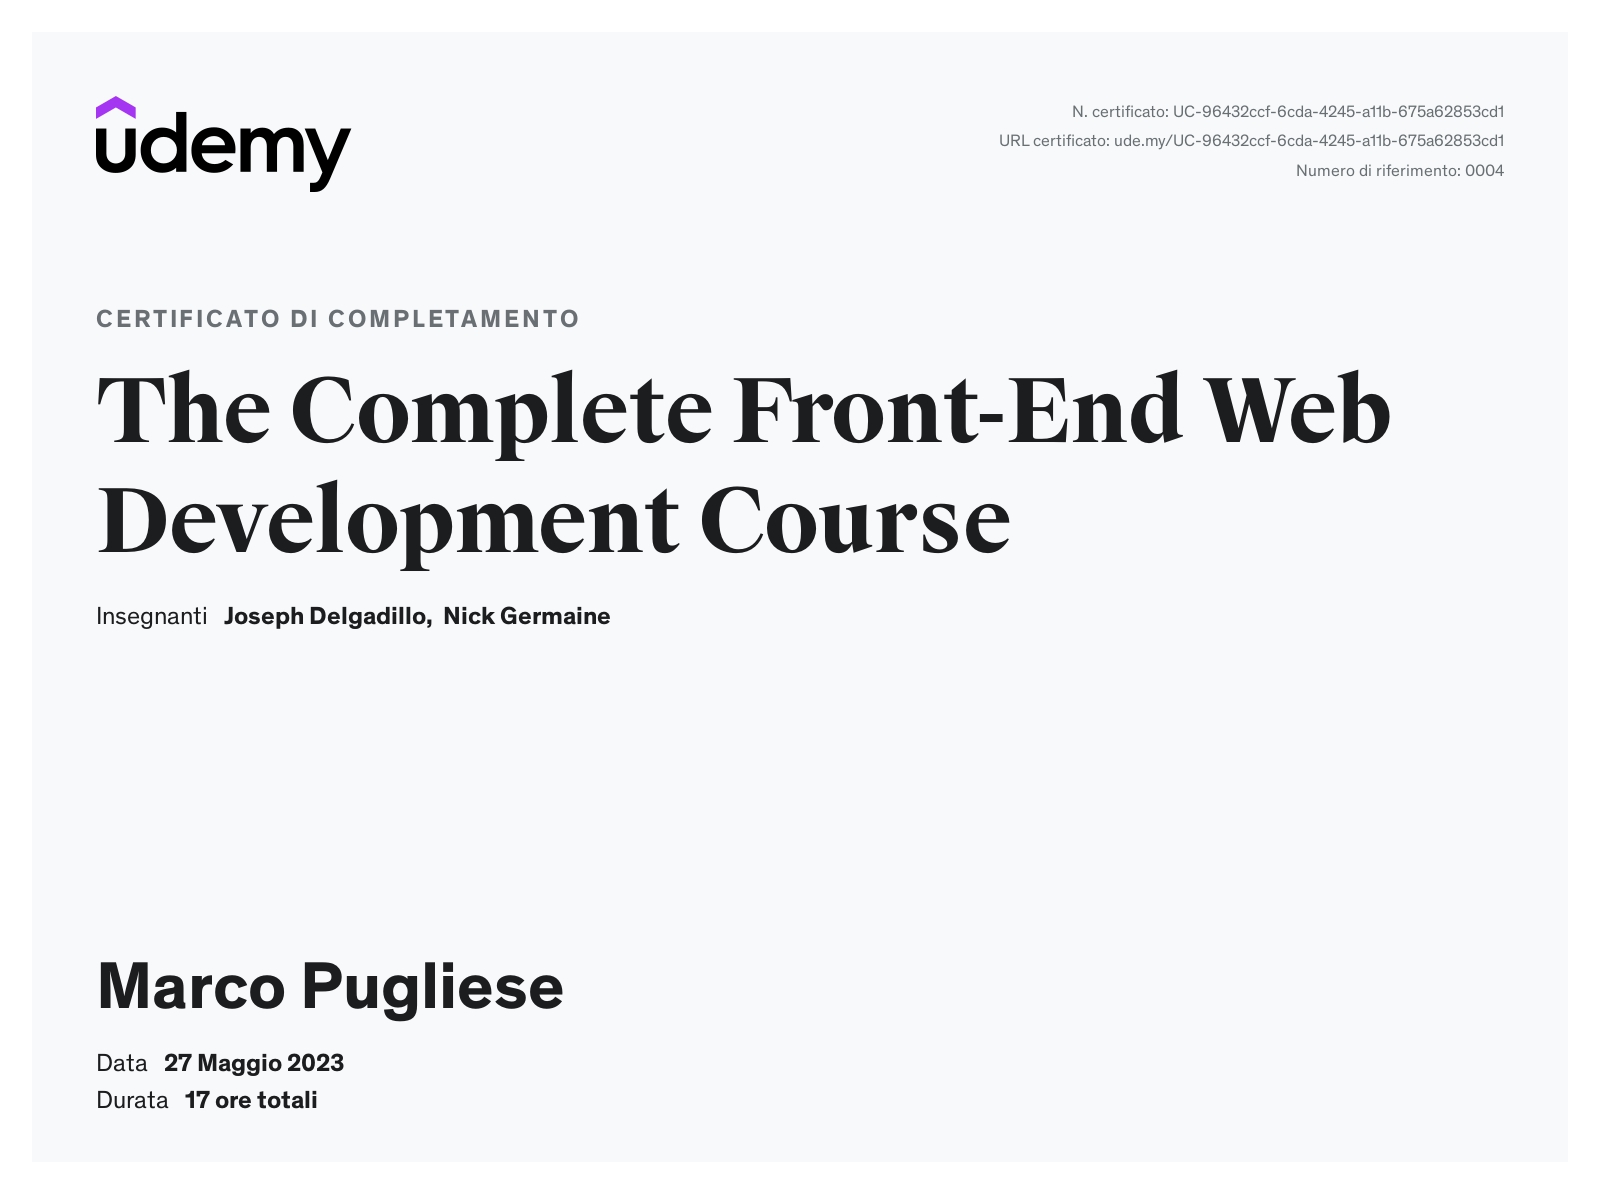 udemy
N. certificato: UC-96432ccf-6cda-4245-a11b-675a62853cd1
URL certificato: ude.my/UC-96432ccf-6cda-4245-a11b-675a62853cd1
Numero di riferimento: 0004
CERTIFICATO DI COMPLETAMENTO
The Complete Front-End Web
Development Course
Insegnanti Joseph Delgadillo, Nick Germaine
Marco Pugliese
Data 27 Maggio 2023
Durata 17 ore totali